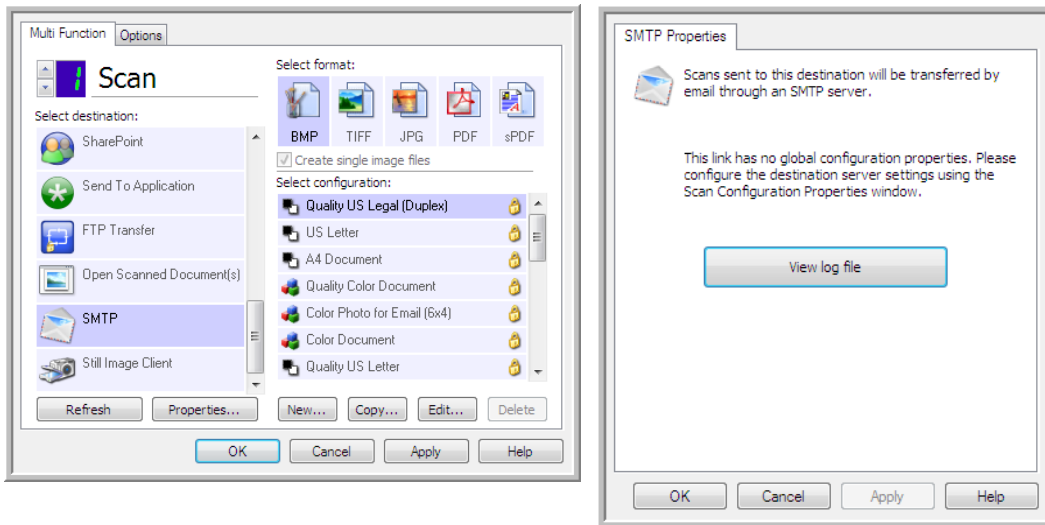 Multi Function
Options
1
Scan
Select destination:
SharePoint
Send To Application
FTP Transfer
Open Scanned Document(s)
SMTP
Still Image Client
Refresh
Properties...
Select format:
BMP
TIFF
JPG
PDF
sPDF
Create single image files
Select configuration:
Quality US Legal (Duplex)
US Letter
A4 Document
Quality Color Document
Color Photo for Email (6x4)
Color Document
Quality US Letter
New...
Copy...
Edit...
Delete
OK
Cancel
Apply
Help
SMTP Properties
Scans sent to this destination will be transferred by
email through an SMTP server.
This link has no global configuration properties. Please
configure the destination server settings using the
Scan Configuration Properties window.
View log file
OK
Cancel
Apply
Help